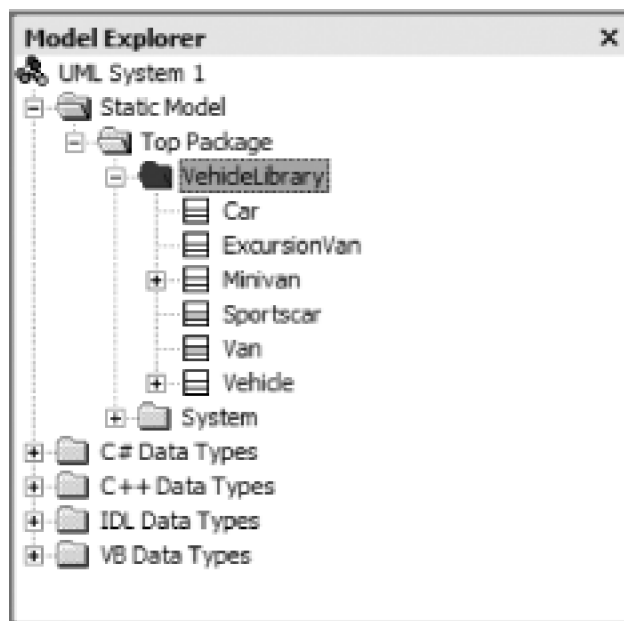 Model Explorer
UML System 1
Static Model
Top Package
VehicleLibrary
Car
ExcursionVan
Minivan
Sportscar
Van
Vehicle
System
C# Data Types
C++ Data Types
IDL Data Types
VB Data Types